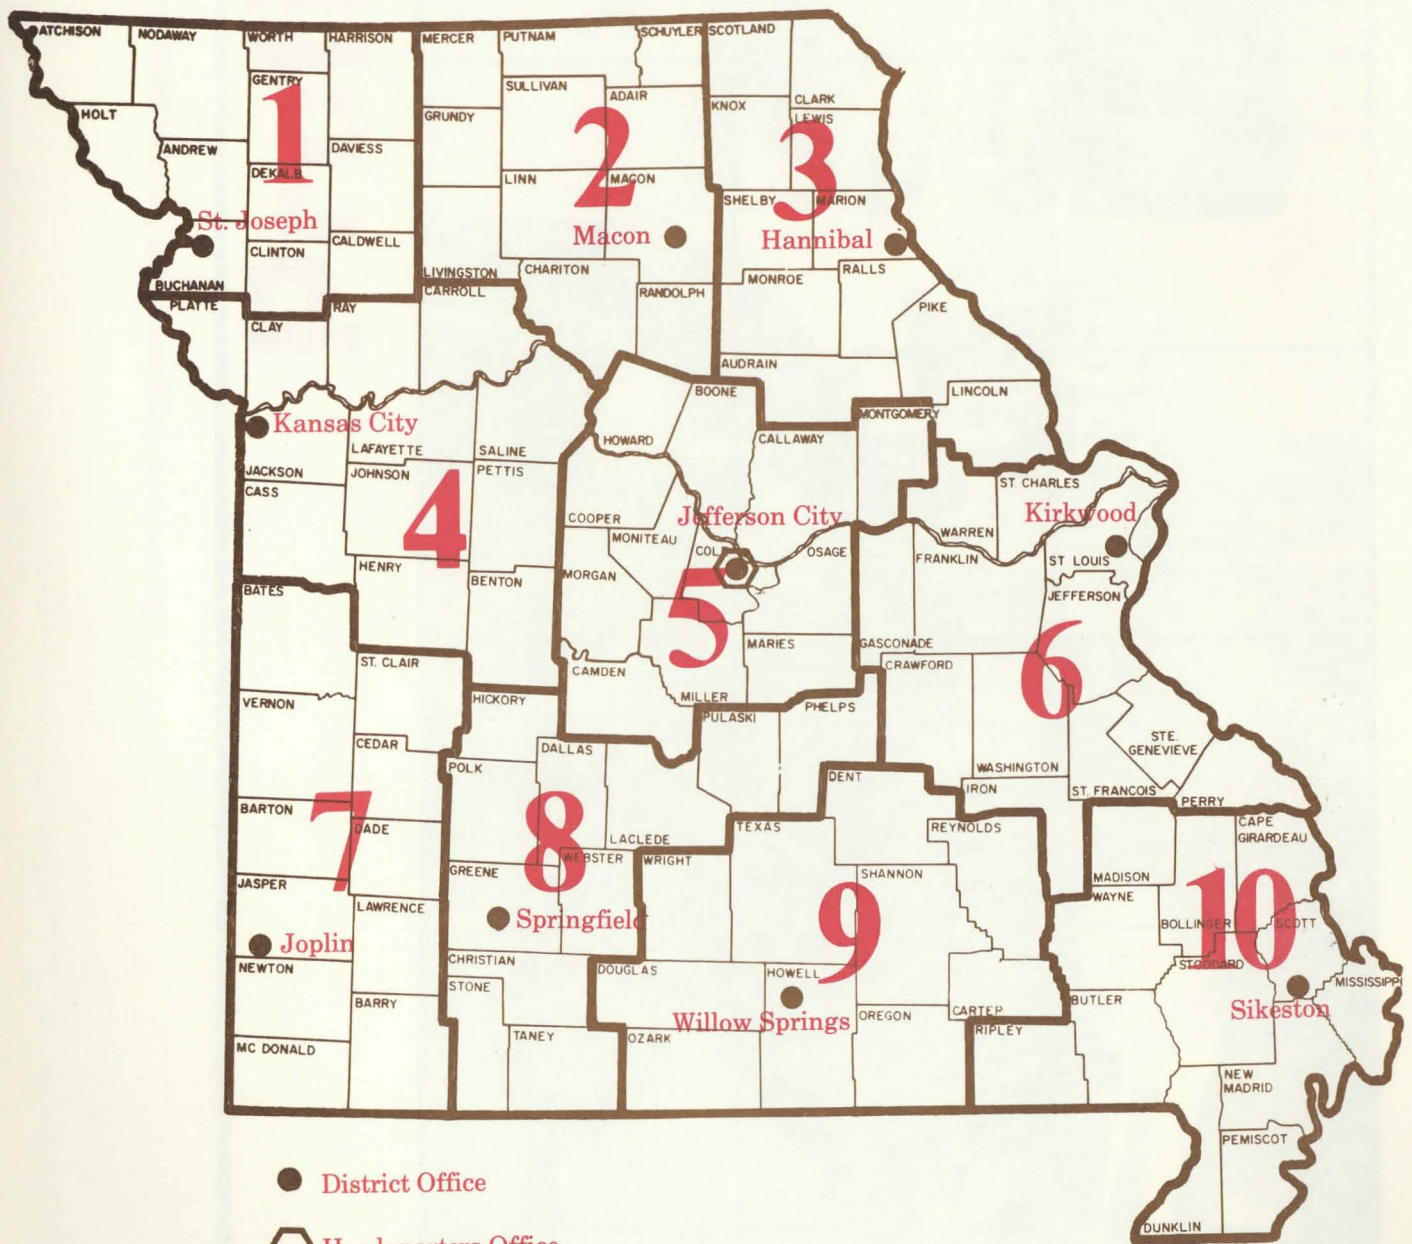 ATCHISON
NODAWAY
WORTH
HARRISON
MERCER
PUTNAM
SCHUYLER
SCOTLAND
CLARK
HOLT
GENTRY
1
GRUNDY
SULLIVAN
ADAIR
2
KNOX
LEWIS
3
ANDREW
DEKALB
DAVIESS
LINN
MACON
SHELBY
MARION
St. Joseph
Macon
Hannibal
CLINTON
CALDWELL
BUCHANAN
LIVINGSTON
CHARITON
RANDOLPH
MONROE
RALLS
PLATTE
CLAY
RAY
CARROLL
PIKE
AUDRAIN
LINCOLN
Kansas City
JACKSON
LAFAYETTE
SALINE
HOWARD
BOONE
CALLAWAY
MONTGOMERY
CASS
JOHNSON
PETTIS
4
COOPER
MONITEAU
Jefferson City
WARREN
ST. CHARLES
Kirkwood
HENRY
BENTON
MORGAN
COL
5
OSAGE
FRANKLIN
ST LOUIS
JEFFERSON
BATES
ST. CLAIR
CAMDEN
MILLER
MARIES
GASCONADE
CRAWFORD
6
VERNON
HICKORY
PULASKI
PHELPS
WASHINGTON
STE.
GENEVIEVE
CEDAR
POLK
DALLAS
DENT
IRON
ST. FRANCOIS
PERRY
BARTON
7
DADE
8
LACLEDE
TEXAS
REYNOLDS
CAPE
GIRARDEAU
JASPER
GREENE
WEBSTER
WRIGHT
SHANNON
MADISON
WAYNE
10
LAWRENCE
Springfield
9
BOLLINGER
SCOTT
Joplin
NEWTON
CHRISTIAN
DOUGLAS
HOWELL
STODDARD
MISSISSIPPI
BARRY
STONE
Willow Springs
OREGON
CARTER
BUTLER
Sikeston
MC DONALD
TANEY
OZARK
RIPLEY
NEW
MADRID
PEMISCOT
DUNKLIN
District Office
Headquarters Office